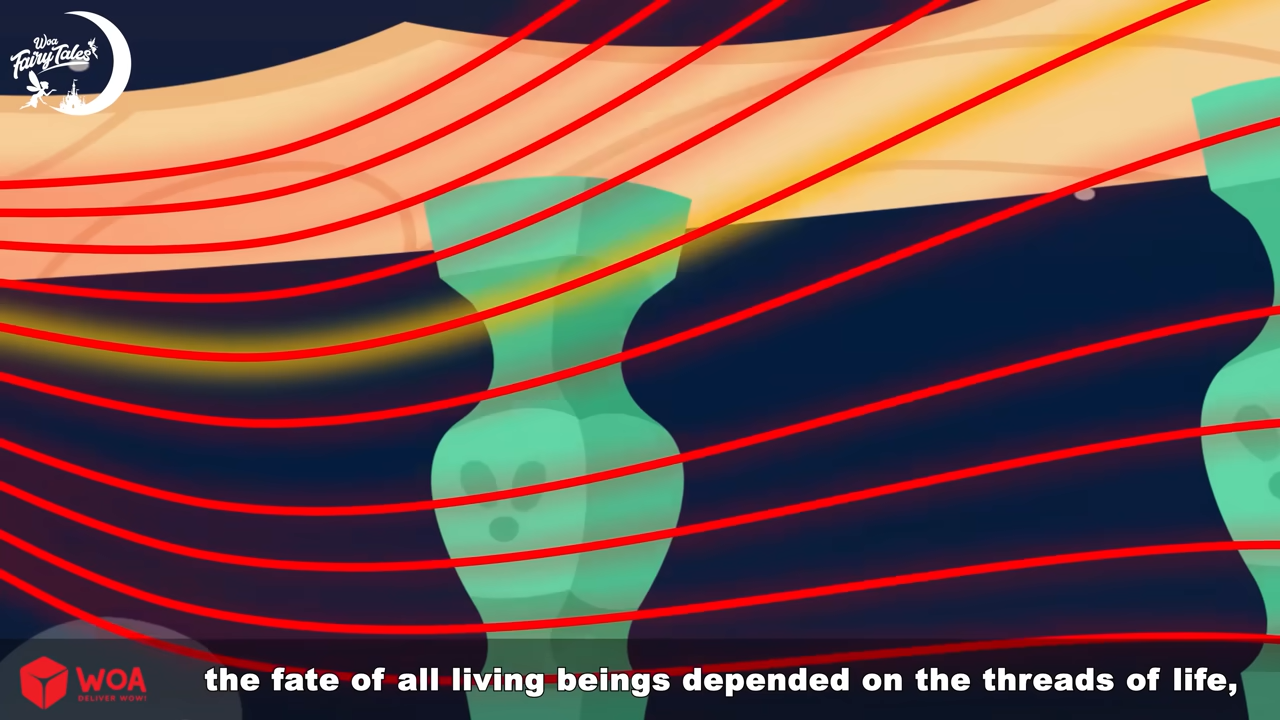 Woa
Fairy Tales
WOA
DELIVER WOW!
the fate of all living beings depended on the threads of life,